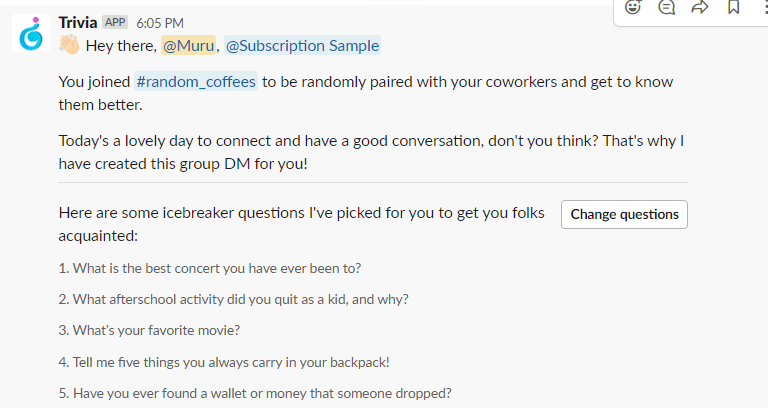 Trivia APP 6:05 PM
Hey there, @Muru, @Subscription Sample
You joined #random_coffees to be randomly paired with your coworkers and get to know
them better.
Today's a lovely day to connect and have a good conversation, don't you think? That's why I
have created this group DM for you!
Here are some icebreaker questions I've picked for you to get you folks
acquainted:
Change questions
1. What is the best concert you have ever been to?
2. What afterschool activity did you quit as a kid, and why?
3. What's your favorite movie?
4. Tell me five things you always carry in your backpack!
5. Have you ever found a wallet or money that someone dropped?